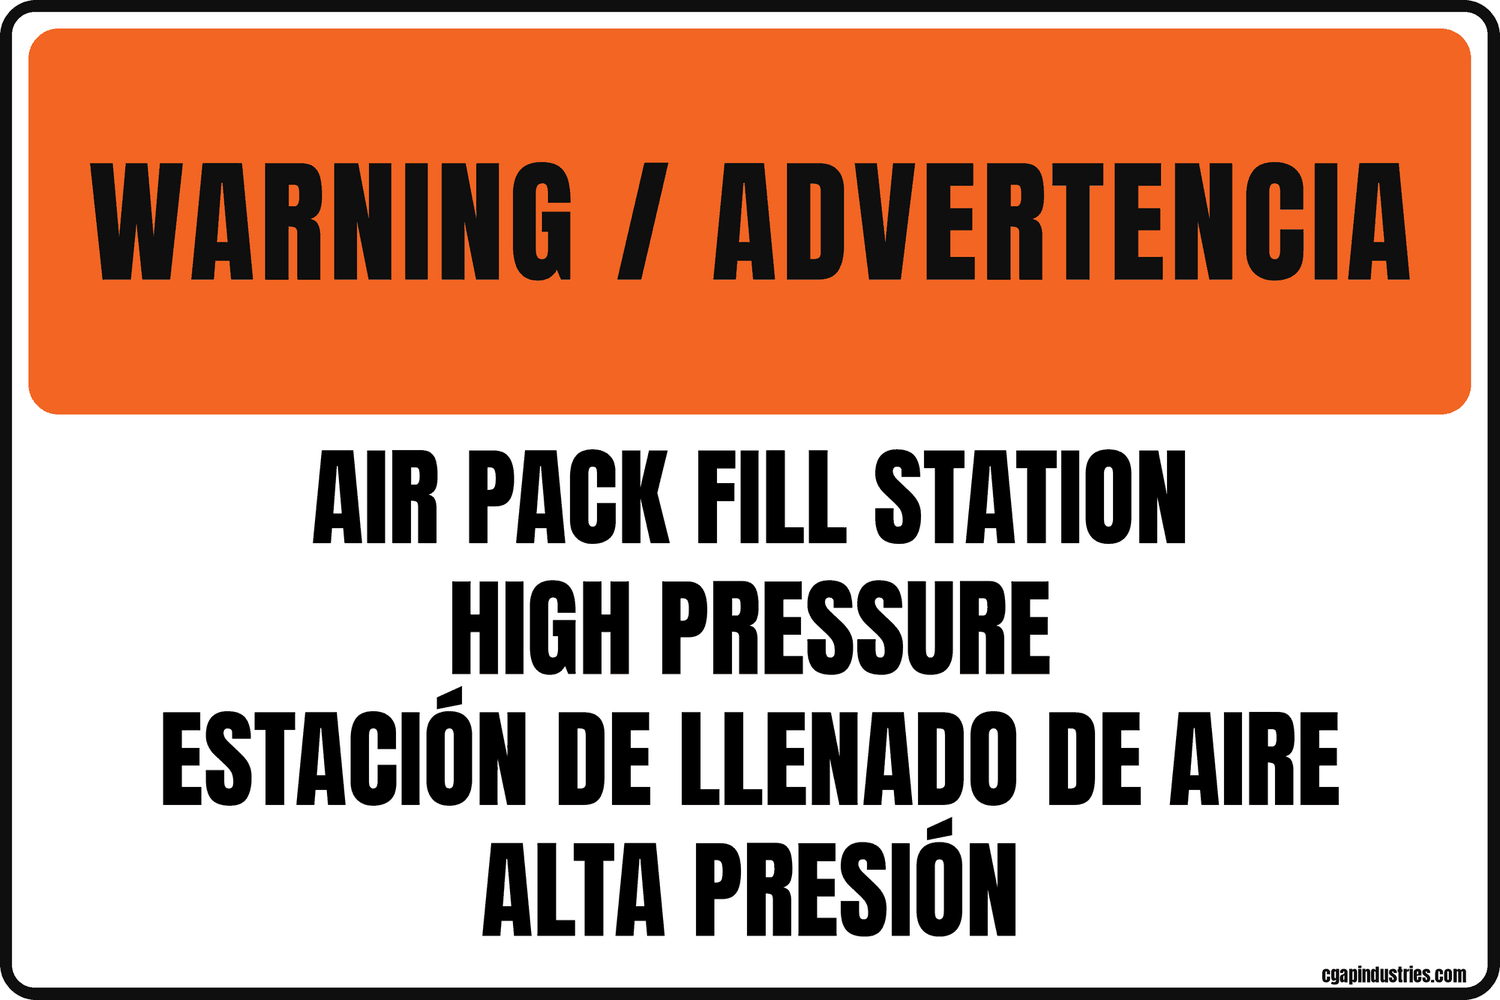 WARNING / ADVERTENCIA
AIR PACK FILL STATION
HIGH PRESSURE
ESTACIÓN DE LLENADO DE AIRE
ALTA PRESIÓN
cgapindustries.com